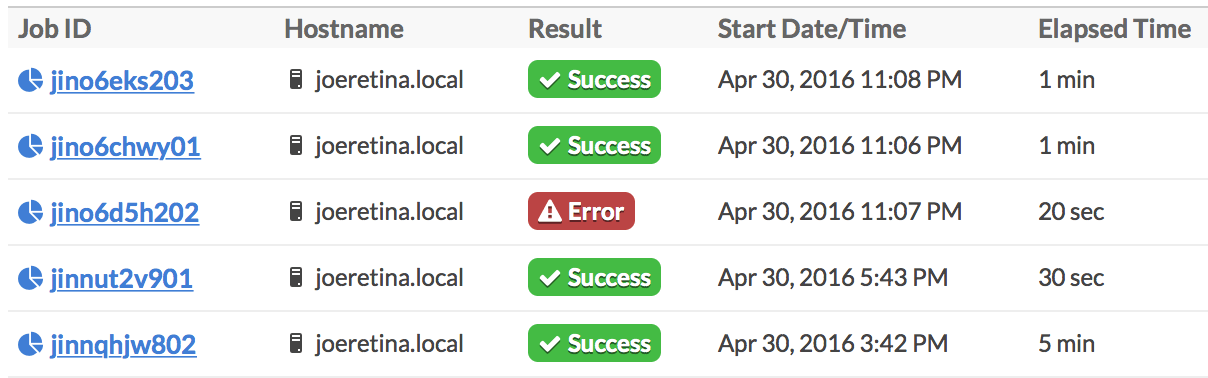 Job ID Hostname Result Start Date/Time Elapsed Time
jino6eks203 joeretina.local Success Apr 30, 2016 11:08 PM 1 min
jino6chwy01 joeretina.local Success Apr 30, 2016 11:06 PM 1 min
jino6d5h202 joeretina.local Error Apr 30, 2016 11:07 PM 20 sec
jinnut2v901 joeretina.local Success Apr 30, 2016 5:43 PM 30 sec
jinnqhjw802 joeretina.local Success Apr 30, 2016 3:42 PM 5 min